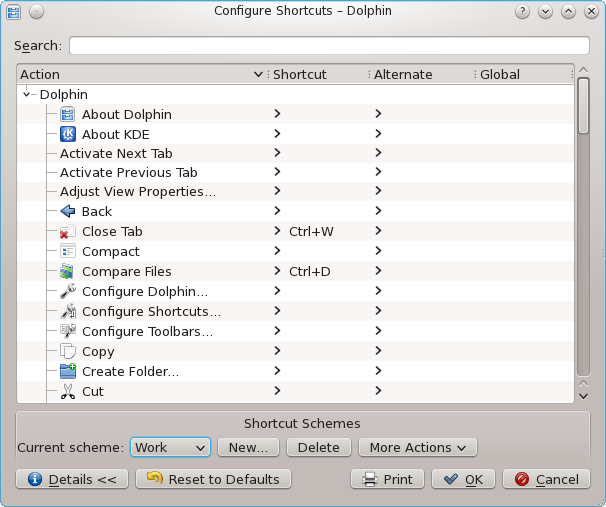 Configure Shortcuts – Dolphin
Search:
Action Shortcut Alternate Global
Dolphin
About Dolphin
About KDE
Activate Next Tab
Activate Previous Tab
Adjust View Properties...
Back
Close Tab Ctrl+W
Compact
Compare Files Ctrl+D
Configure Dolphin...
Configure Shortcuts...
Configure Toolbars...
Copy
Create Folder...
Cut
Shortcut Schemes
Current scheme: Work New... Delete More Actions
Details << Reset to Defaults Print OK Cancel